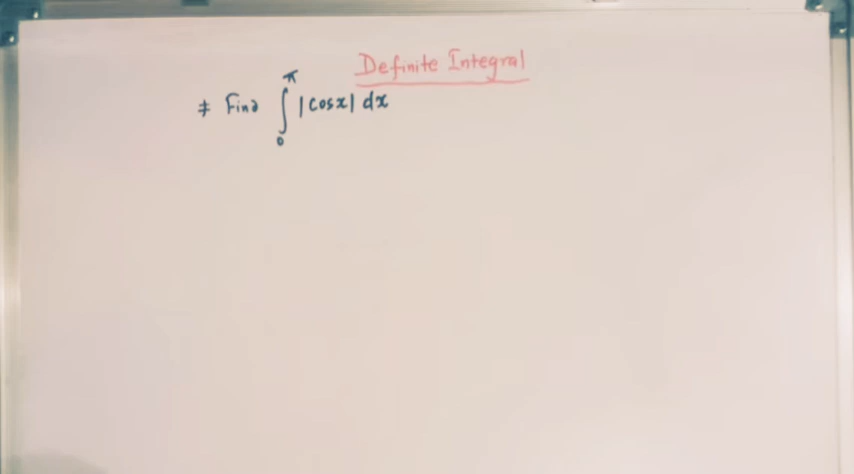 Definite Integral
# Find ∫₀^π |cosx| dx